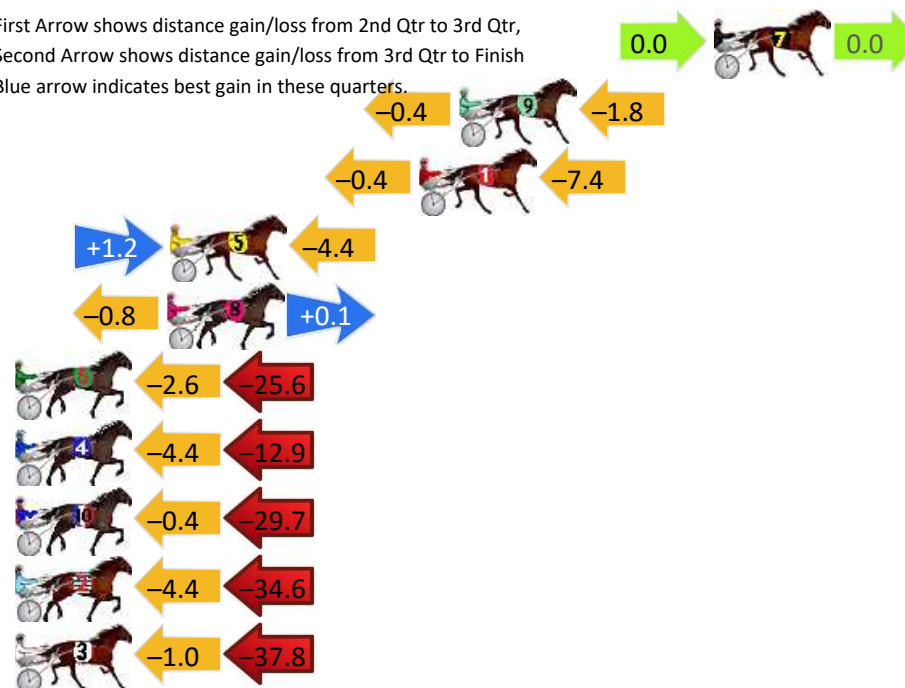 First Arrow shows distance gain/loss from 2nd Qtr to 3rd Qtr,
Second Arrow shows distance gain/loss from 3rd Qtr to Finish
Blue arrow indicates best gain in these quarters.
0.0 7 0.0
–0.4 9 –1.8
–0.4 1 –7.4
+1.2 5 –4.4
–0.8 8 +0.1
6 –2.6 –25.6
4 –4.4 –12.9
10 –0.4 –29.7
2 –4.4 –34.6
3 –1.0 –37.8